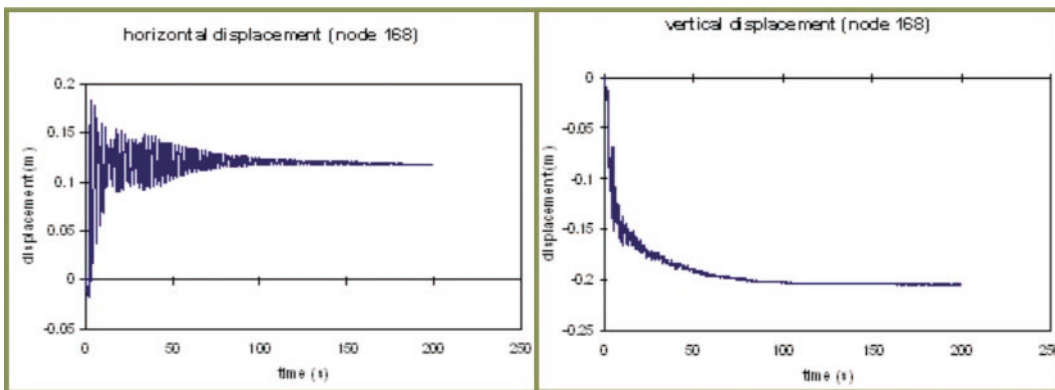 horizontal displacement (node 168)
0.2
0.15
0.1
0.05
0
-0.05
displacement (m)
0 50 100 150 200 250
time (s)
vertical displacement (node 168)
0
-0.05
-0.1
-0.15
-0.2
-0.25
displacement (m)
0 50 100 150 200 250
time (s)